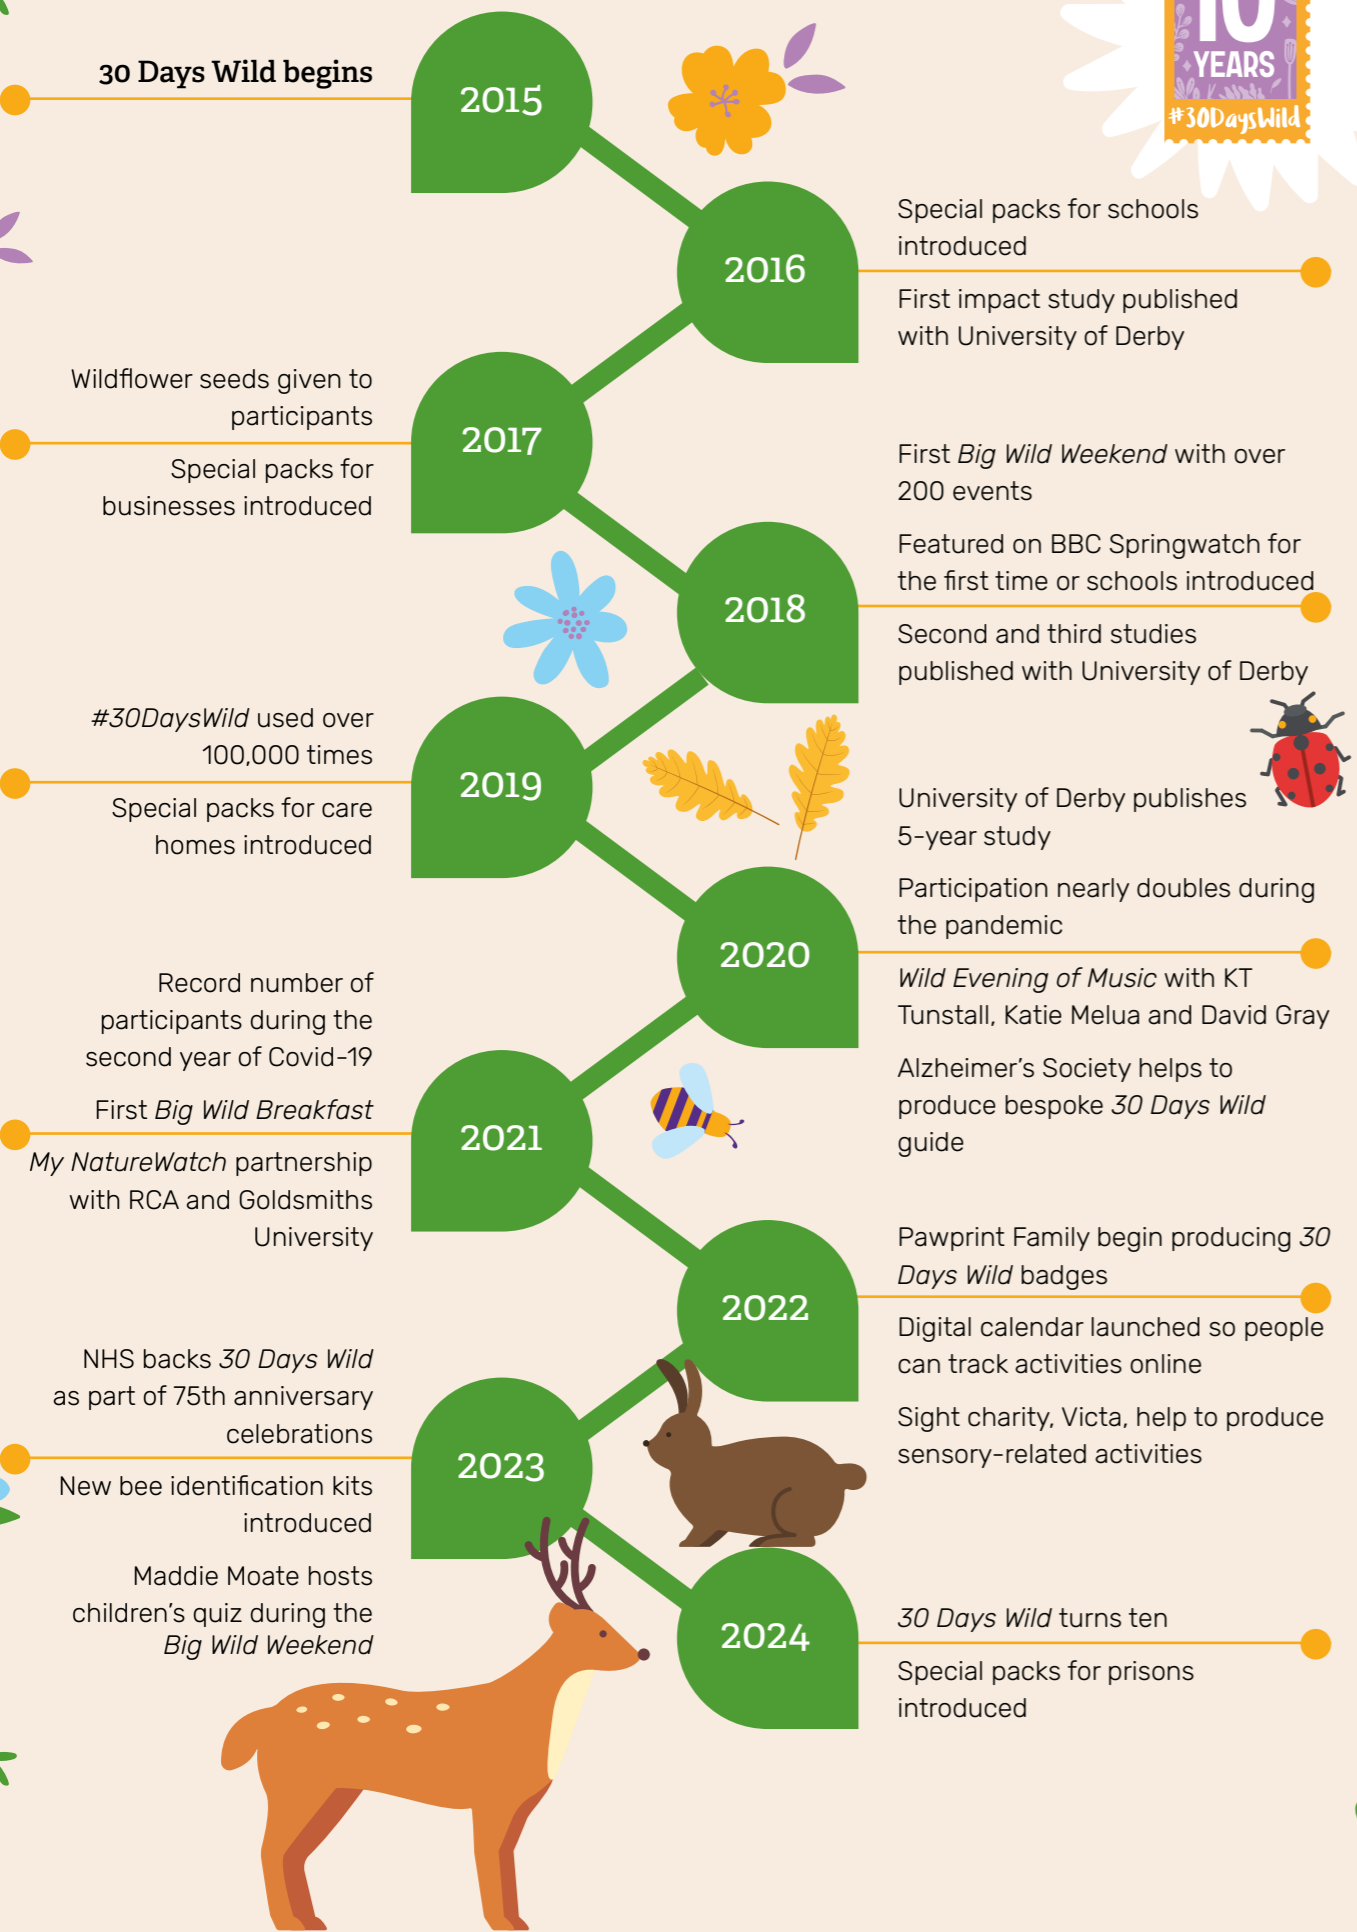 10
YEARS
#30DaysWild
30 Days Wild begins
2015
Special packs for schools
introduced
2016
First impact study published
with University of Derby
Wildflower seeds given to
participants
2017
Special packs for
businesses introduced
First Big Wild Weekend with over
200 events
Featured on BBC Springwatch for
the first time or schools introduced
2018
Second and third studies
published with University of Derby
#30DaysWild used over
100,000 times
2019
Special packs for care
homes introduced
University of Derby publishes
5-year study
Participation nearly doubles during
the pandemic
2020
Wild Evening of Music with KT
Tunstall, Katie Melua and David Gray
Alzheimer's Society helps to
produce bespoke 30 Days Wild
guide
Record number of
participants during the
second year of Covid-19
First Big Wild Breakfast
2021
My NatureWatch partnership
with RCA and Goldsmiths
University
Pawprint Family begin producing 30
Days Wild badges
2022
Digital calendar launched so people
can track activities online
Sight charity, Victa, help to produce
sensory-related activities
NHS backs 30 Days Wild
as part of 75th anniversary
celebrations
2023
New bee identification kits
introduced
Maddie Moate hosts
children's quiz during the
Big Wild Weekend
30 Days Wild turns ten
2024
Special packs for prisons
introduced